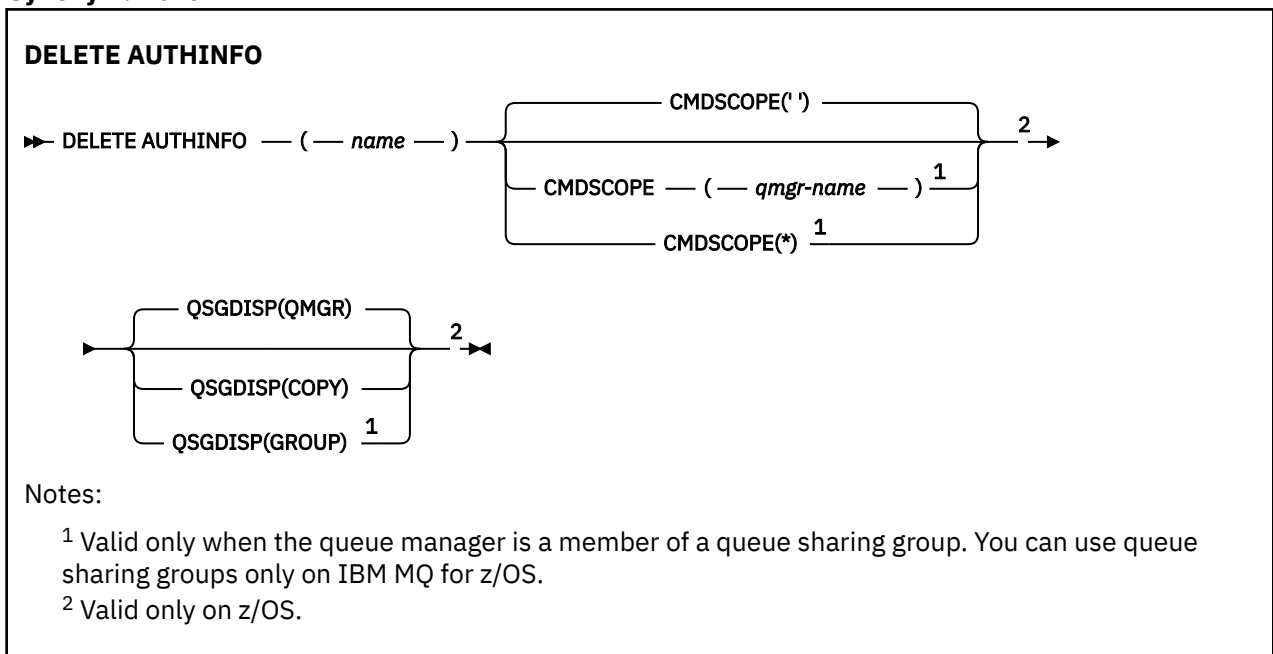 DELETE AUTHINFO
CMDSCOPE(' ')
DELETE AUTHINFO ( name ) 2
CMDSCOPE ( qmgr-name ) 1
CMDSCOPE(*) 1
QSGDISP(QMGR)
2
QSGDISP(COPY)
QSGDISP(GROUP) 1
Notes:
1 Valid only when the queue manager is a member of a queue sharing group. You can use queue
sharing groups only on IBM MQ for z/OS.
2 Valid only on z/OS.